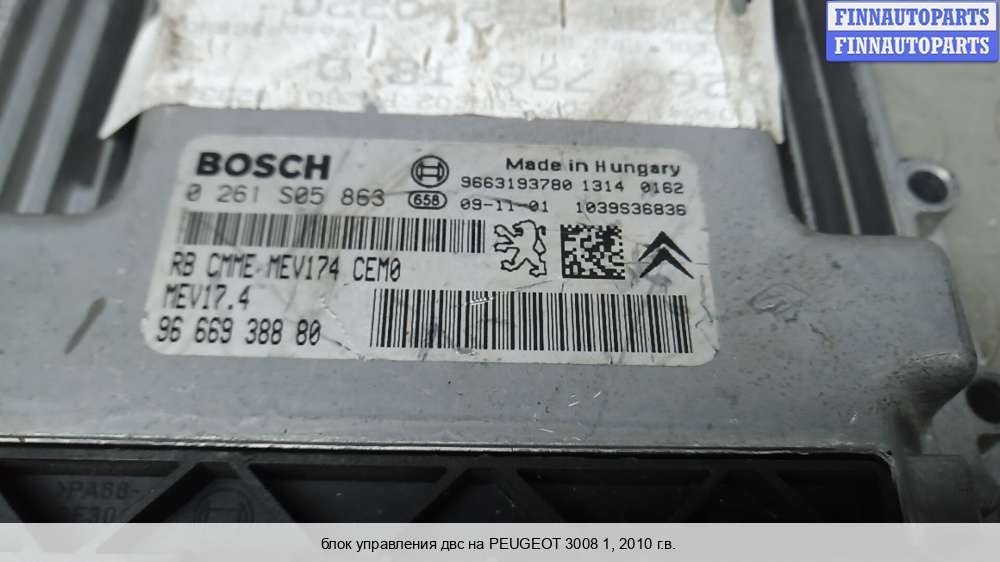 FINNAUTOPARTS
FINNAUTOPARTS
BOSCH
Made in Hungary
0 261 S05 863
658
9663193780 1314 0162
09-11-01 1039S36836
RB CMME-MEV174 CEM0
MEV17.4
96 669 388 80
>PA66-
блок управления двс на PEUGEOT 3008 1, 2010 г.в.